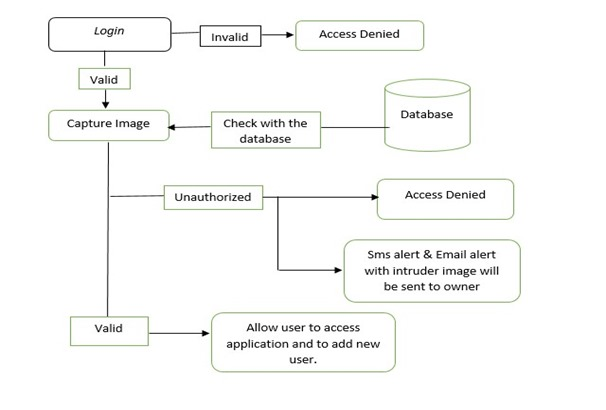 Login
Invalid
Access Denied
Valid
Capture Image
Check with the
database
Database
Unauthorized
Access Denied
Sms alert & Email alert
with intruder image will
be sent to owner
Valid
Allow user to access
application and to add new
user.